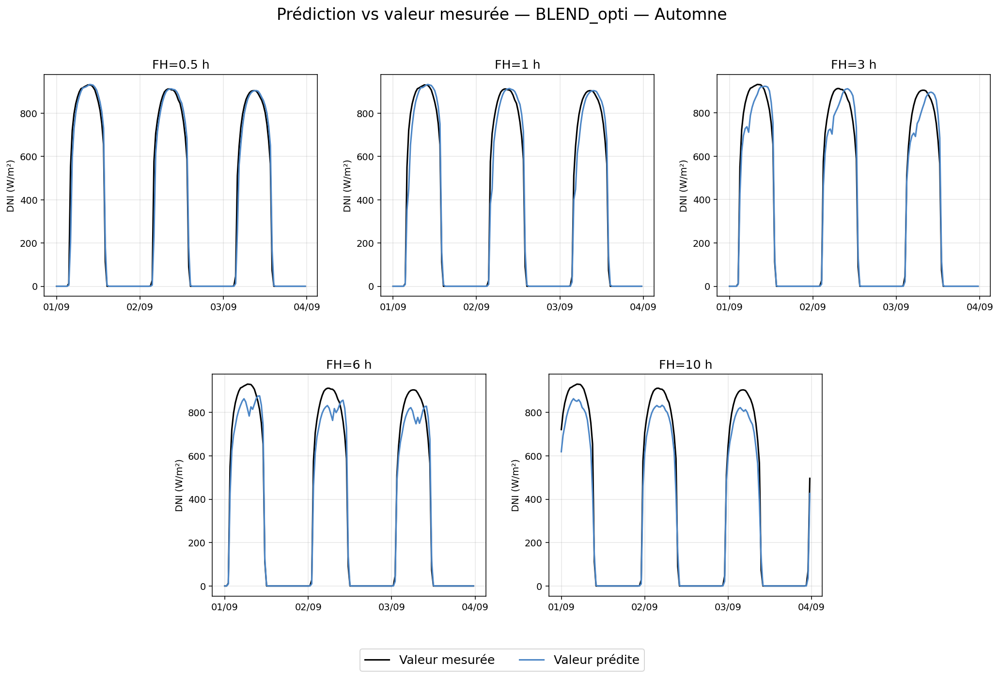 Prédiction vs valeur mesurée — BLEND_opti — Automne
FH=0.5 h
DNI (W/m²)
800
600
400
200
0
01/09 02/09 03/09 04/09
FH=1 h
DNI (W/m²)
800
600
400
200
0
01/09 02/09 03/09 04/09
FH=3 h
DNI (W/m²)
800
600
400
200
0
01/09 02/09 03/09 04/09
FH=6 h
DNI (W/m²)
800
600
400
200
0
01/09 02/09 03/09 04/09
FH=10 h
DNI (W/m²)
800
600
400
200
0
01/09 02/09 03/09 04/09
Valeur mesurée Valeur prédite